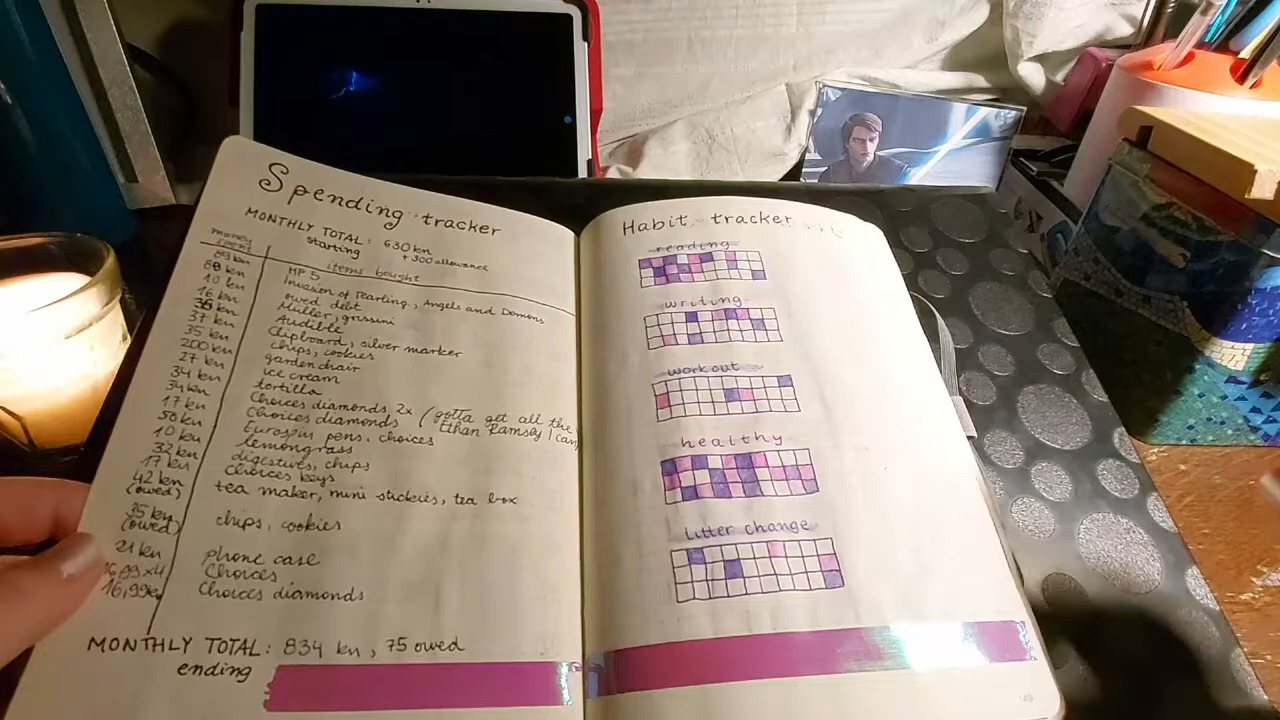 Spending tracker
MONTHLY TOTAL: 630 kn
starting + 300 allowance
money spent
items bought
89 kn HP 5
88 kn Invasion of Tearling, Angels and Demons
10 kn owed debt
16 kn Müller, grissini
36 kn Audible
37 kn Clipboard, silver marker
35 kn chips, cookies
200 kn garden chair
27 kn ice cream
34 kn tortilla
34 kn Choices diamonds, 2x (gotta get all the
17 kn Choices diamonds Ethan Ramsey I can
50 kn Eurospin pens, choices
10 kn lemongrass
32 kn digestives, chips
17 kn Choices keys
42 kn tea maker, mini stickies, tea box
(owed)
35 kn chips, cookies
(owed)
21 kn phone case
16,99x4 Choices
16,99kn Choices diamonds
MONTHLY TOTAL: 834 kn, 75 owed
ending
Habit tracker
reading
writing
workout
healthy
litter change